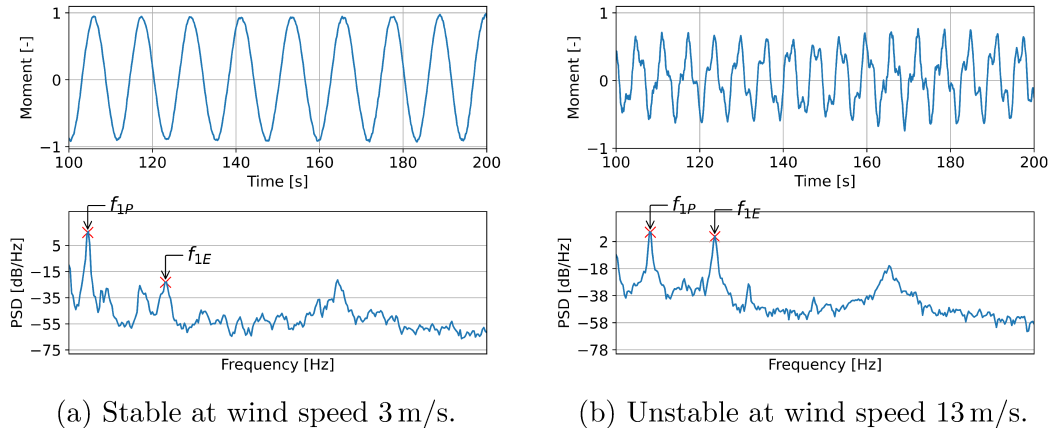 1
0
−1
Moment [-]
100 120 140 160 180 200
Time [s]
f1P
f1E
5
−15
−35
−55
−75
PSD [dB/Hz]
Frequency [Hz]
(a) Stable at wind speed 3 m/s.
1
0
−1
Moment [-]
100 120 140 160 180 200
Time [s]
f1P
f1E
2
−18
−38
−58
−78
PSD [dB/Hz]
Frequency [Hz]
(b) Unstable at wind speed 13 m/s.